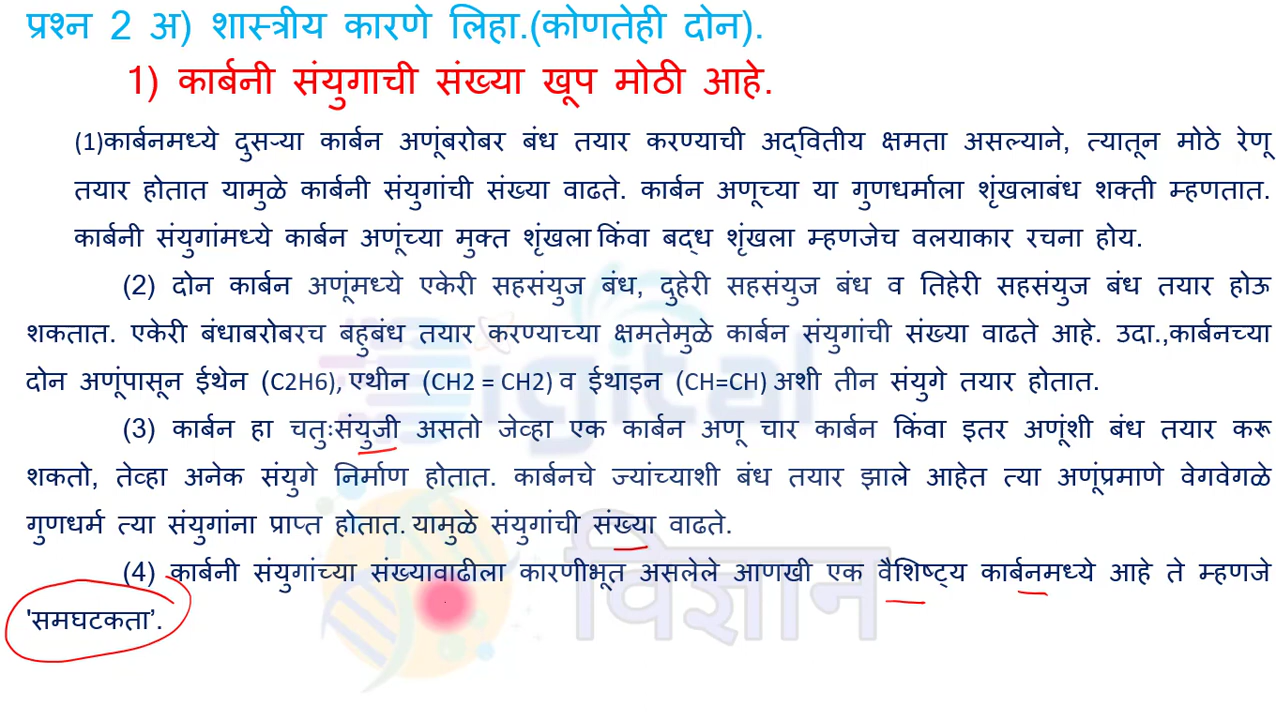 प्रश्न 2 अ) शास्त्रीय कारणे लिहा.(कोणतेही दोन).
1) कार्बनी संयुगाची संख्या खूप मोठी आहे.
(1)कार्बनमध्ये दुसऱ्या कार्बन अणूंबरोबर बंध तयार करण्याची अद्‌वितीय क्षमता असल्याने, त्यातून मोठे रेणू
तयार होतात यामुळे कार्बनी संयुगांची संख्या वाढते. कार्बन अणूच्या या गुणधर्माला शृंखलाबंध शक्ती म्हणतात.
कार्बनी संयुगांमध्ये कार्बन अणूंच्या मुक्त शृंखला किंवा बद्ध शृंखला म्हणजेच वलयाकार रचना होय.
(2) दोन कार्बन अणूंमध्ये एकेरी सहसंयुज बंध, दुहेरी सहसंयुज बंध व तिहेरी सहसंयुज बंध तयार होऊ
शकतात. एकेरी बंधाबरोबरच बहुबंध तयार करण्याच्या क्षमतेमुळे कार्बन संयुगांची संख्या वाढते आहे. उदा.,कार्बनच्या
दोन अणूंपासून ईथेन (C2H6), एथीन (CH2 = CH2) व ईथाइन (CH=CH) अशी तीन संयुगे तयार होतात.
(3) कार्बन हा चतुःसंयुजी असतो जेव्हा एक कार्बन अणू चार कार्बन किंवा इतर अणूंशी बंध तयार करू
शकतो, तेव्हा अनेक संयुगे निर्माण होतात. कार्बनचे ज्यांच्याशी बंध तयार झाले आहेत त्या अणूंप्रमाणे वेगवेगळे
गुणधर्म त्या संयुगांना प्राप्त होतात. यामुळे संयुगांची संख्या वाढते.
(4) कार्बनी संयुगांच्या संख्यावाढीला कारणीभूत असलेले आणखी एक वैशिष्ट्य कार्बनमध्ये आहे ते म्हणजे
'समघटकता’.
Digital
विज्ञान